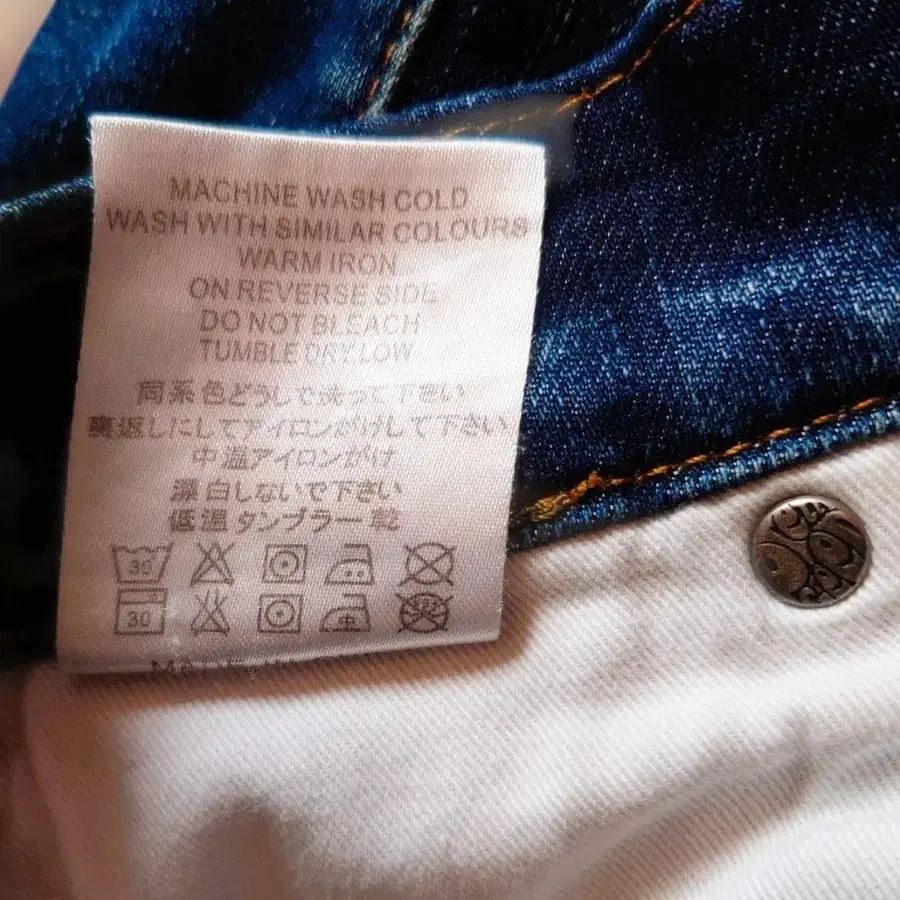 MACHINE WASH COLD
WASH WITH SIMILAR COLOURS
WARM IRON
ON REVERSE SIDE
DO NOT BLEACH
TUMBLE DRY LOW
同系色どうしで洗って下さい
裏返しにしてアイロンがけして下さい
中温アイロンがけ
漂白しないで下さい
低温タンブラー乾
30
30 中